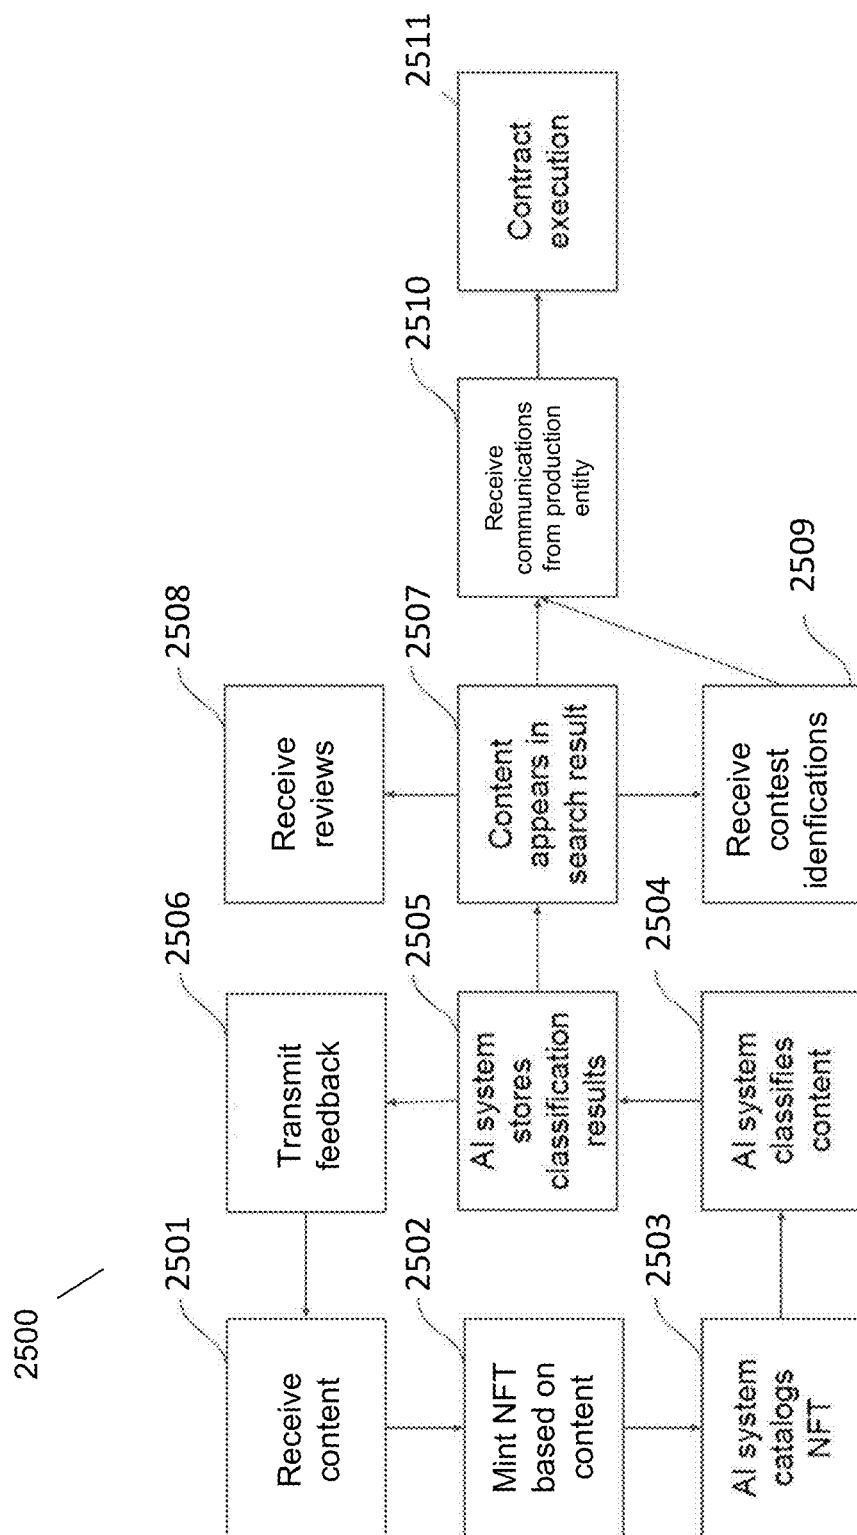 2500
2501
Receive
content
2502
Mint NFT
based on
content
2503
AI system
catalogs
NFT
2504
AI system
classifies
content
2505
AI system
stores
classification
results
2506
Transmit
feedback
2507
Content
appears in
search result
2508
Receive
reviews
2509
Receive
contest
idenfications
2510
Receive
communications
from production
entity
2511
Contract
execution